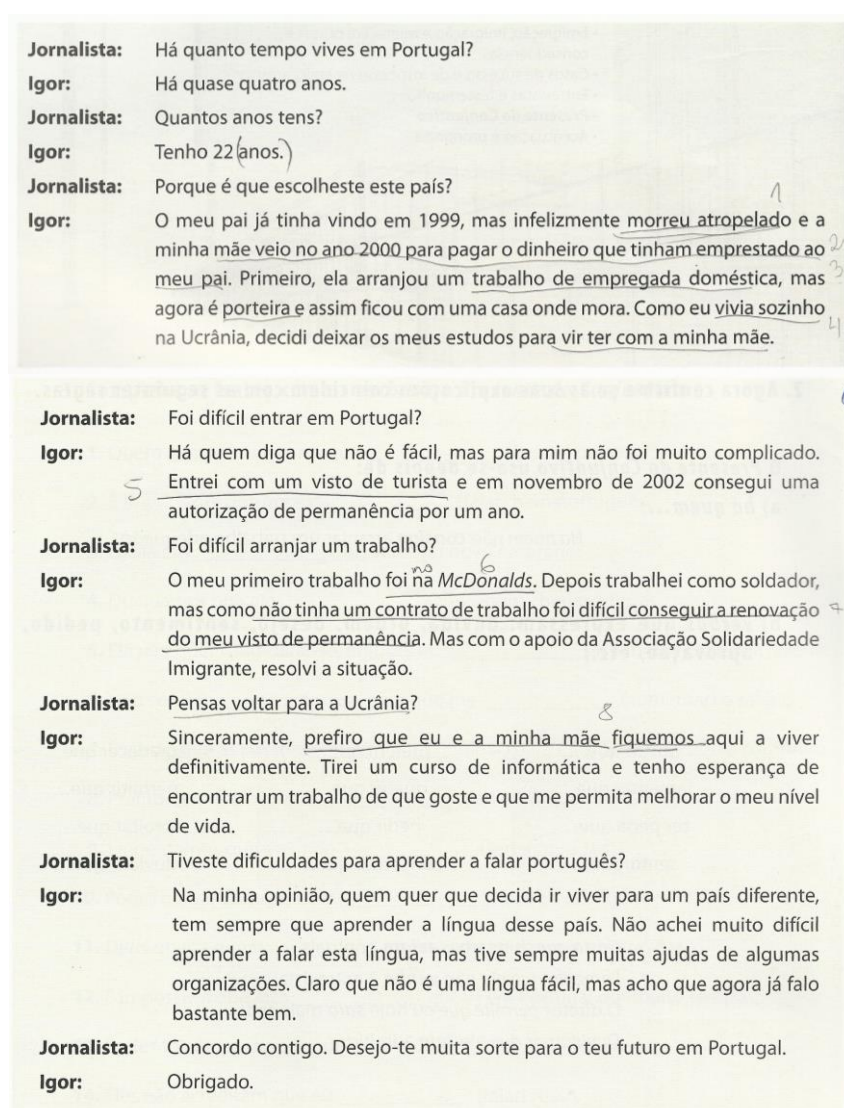 Jornalista: Há quanto tempo vives em Portugal?
Igor: Há quase quatro anos.
Jornalista: Quantos anos tens?
Igor: Tenho 22 (anos.)
Jornalista: Porque é que escolheste este país?
1
Igor: O meu pai já tinha vindo em 1999, mas infelizmente morreu atropelado e a
minha mãe veio no ano 2000 para pagar o dinheiro que tinham emprestado ao 2
meu pai. Primeiro, ela arranjou um trabalho de empregada doméstica, mas 3
agora é porteira e assim ficou com uma casa onde mora. Como eu vivia sozinho
na Ucrânia, decidi deixar os meus estudos para vir ter com a minha mãe. 4
Jornalista: Foi difícil entrar em Portugal?
Igor: Há quem diga que não é fácil, mas para mim não foi muito complicado.
5 Entrei com um visto de turista e em novembro de 2002 consegui uma
autorização de permanência por um ano.
Jornalista: Foi difícil arranjar um trabalho?
no 6
Igor: O meu primeiro trabalho foi na McDonalds. Depois trabalhei como soldador,
mas como não tinha um contrato de trabalho foi difícil conseguir a renovação 7
do meu visto de permanência. Mas com o apoio da Associação Solidariedade
Imigrante, resolvi a situação.
Jornalista: Pensas voltar para a Ucrânia?
8
Igor: Sinceramente, prefiro que eu e a minha mãe fiquemos aqui a viver
definitivamente. Tirei um curso de informática e tenho esperança de
encontrar um trabalho de que goste e que me permita melhorar o meu nível
de vida.
Jornalista: Tiveste dificuldades para aprender a falar português?
Igor: Na minha opinião, quem quer que decida ir viver para um país diferente,
tem sempre que aprender a língua desse país. Não achei muito difícil
aprender a falar esta língua, mas tive sempre muitas ajudas de algumas
organizações. Claro que não é uma língua fácil, mas acho que agora já falo
bastante bem.
Jornalista: Concordo contigo. Desejo-te muita sorte para o teu futuro em Portugal.
Igor: Obrigado.